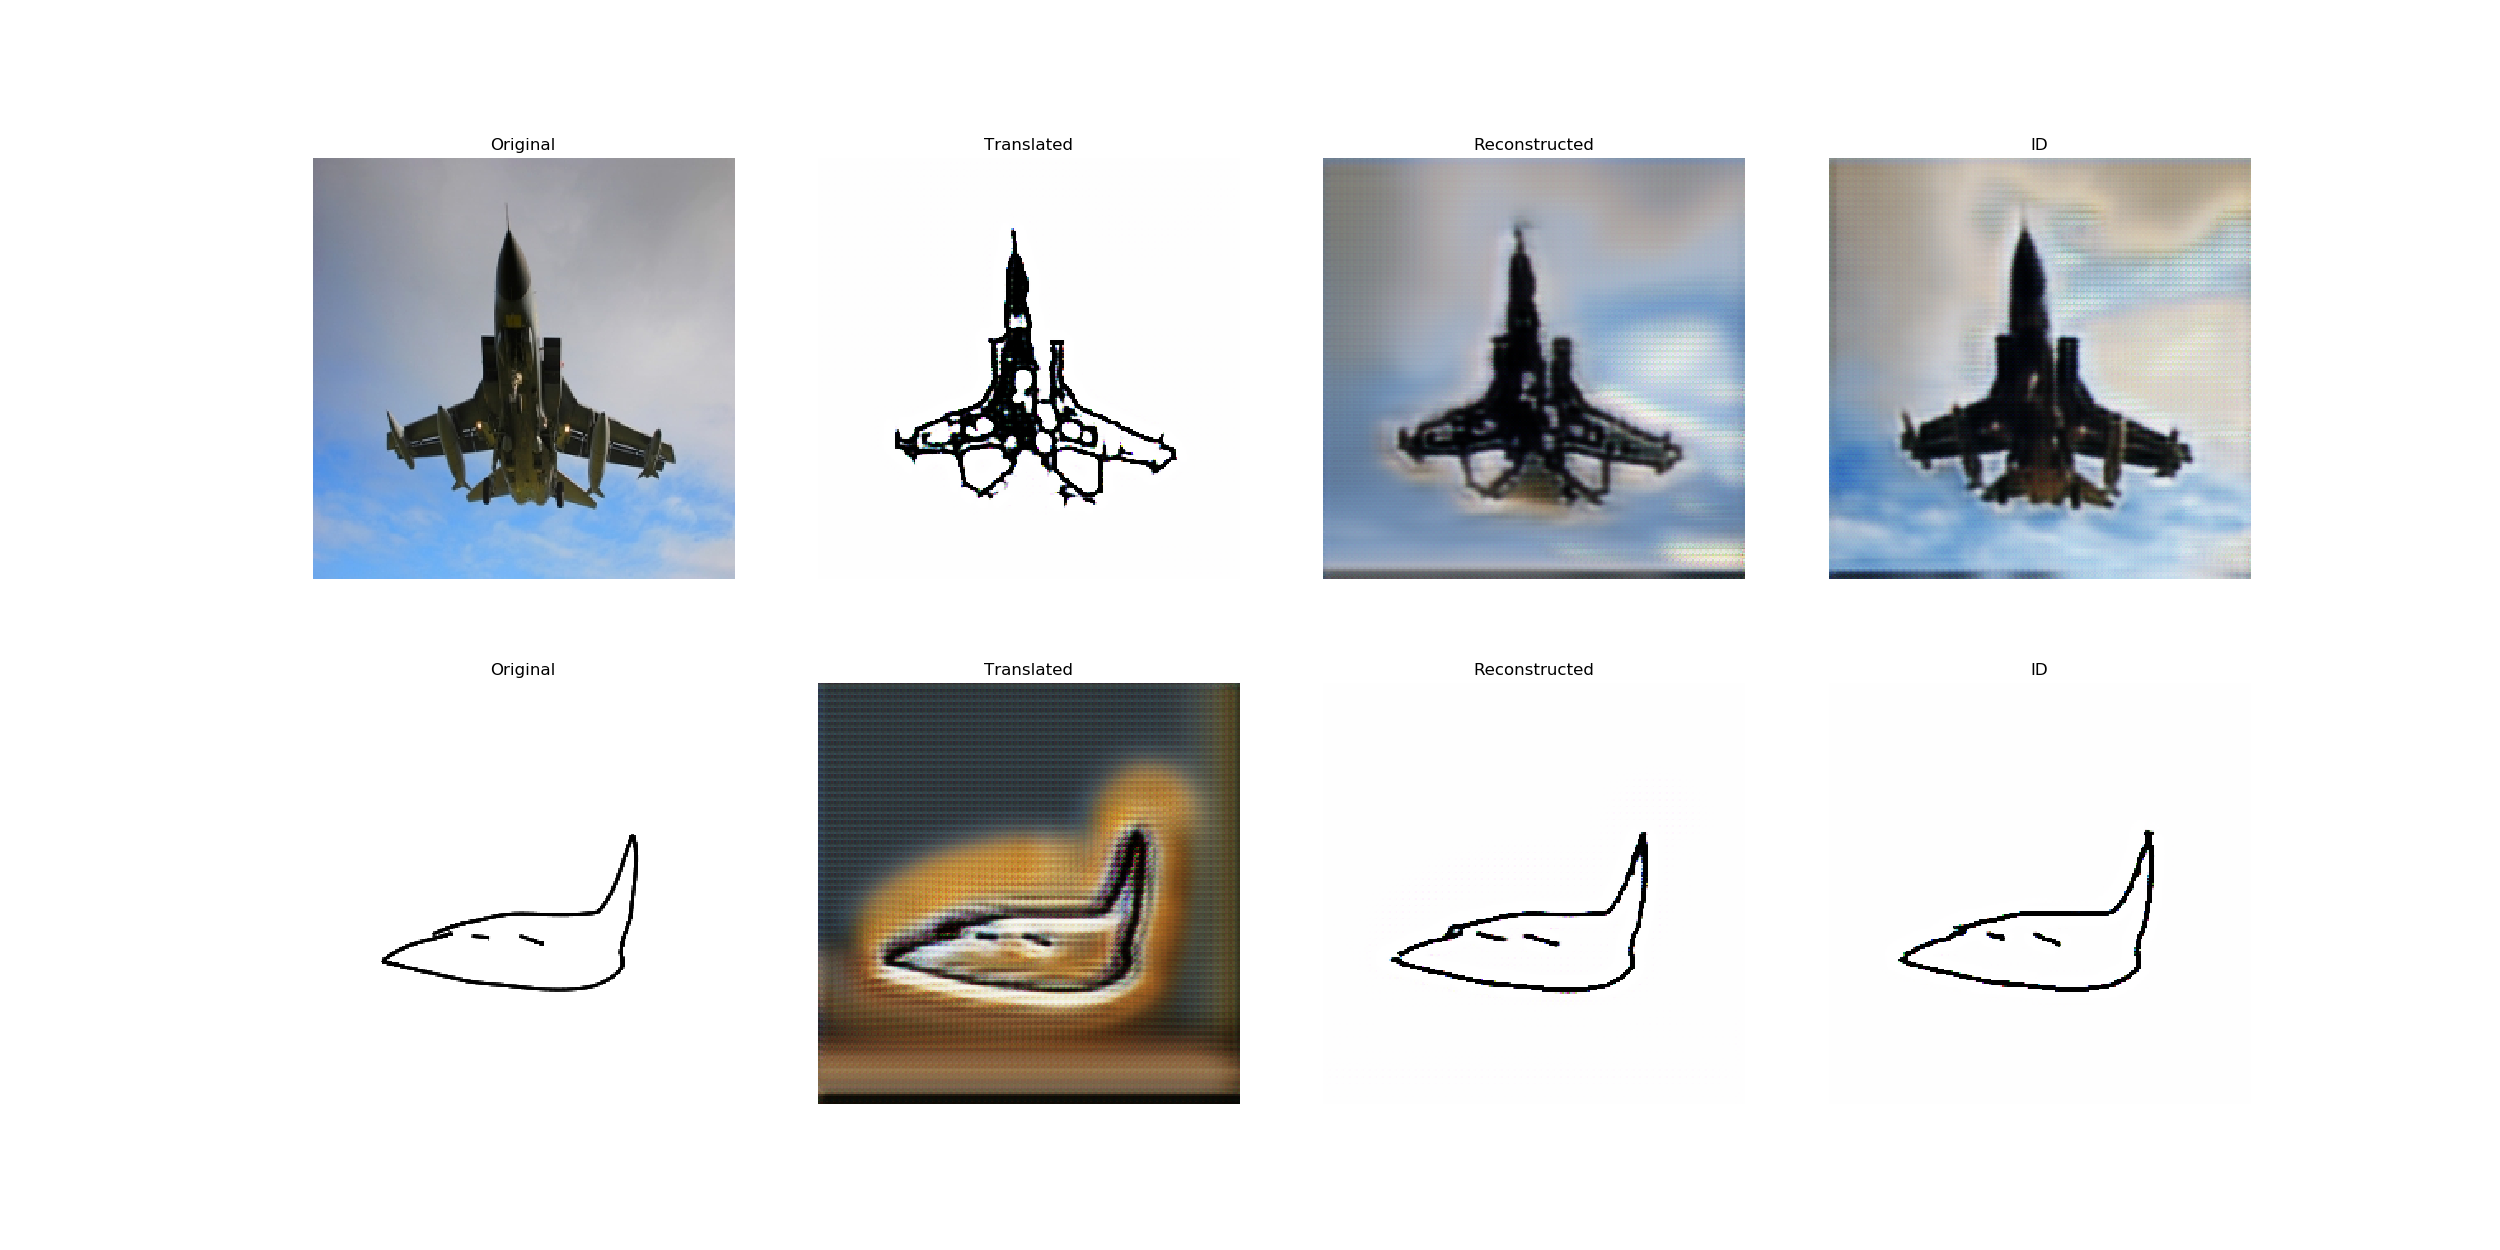 Original
Translated
Reconstructed
ID
Original
Translated
Reconstructed
ID